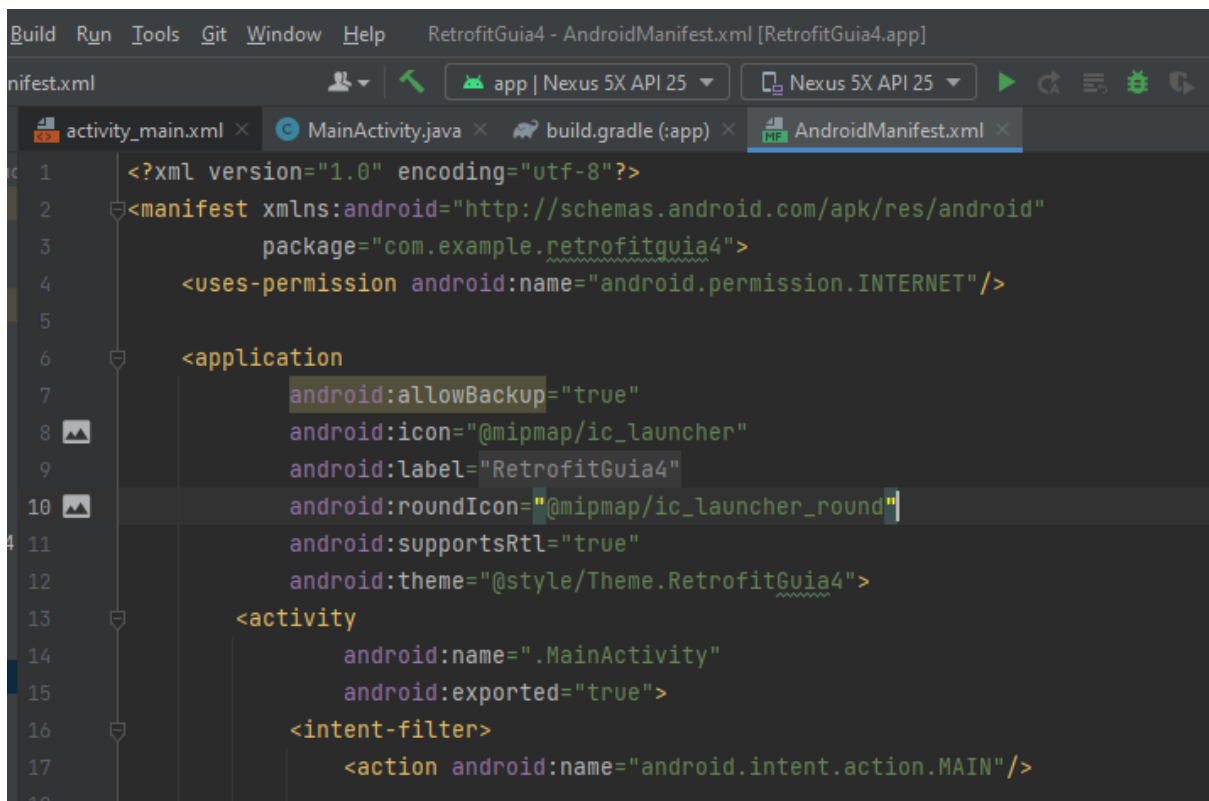 Build Run Tools Git Window Help RetrofitGuia4 - AndroidManifest.xml [RetrofitGuia4.app]
nifest.xml app | Nexus 5X API 25 Nexus 5X API 25
activity_main.xml MainActivity.java build.gradle (:app) AndroidManifest.xml
1 <?xml version="1.0" encoding="utf-8"?>
2 <manifest xmlns:android="http://schemas.android.com/apk/res/android"
3 package="com.example.retrofitguia4">
4 <uses-permission android:name="android.permission.INTERNET"/>
5
6 <application
7 android:allowBackup="true"
8 android:icon="@mipmap/ic_launcher"
9 android:label="RetrofitGuia4"
10 android:roundIcon="@mipmap/ic_launcher_round"
4 11 android:supportsRtl="true"
12 android:theme="@style/Theme.RetrofitGuia4">
13 <activity
14 android:name=".MainActivity"
15 android:exported="true">
16 <intent-filter>
17 <action android:name="android.intent.action.MAIN"/>